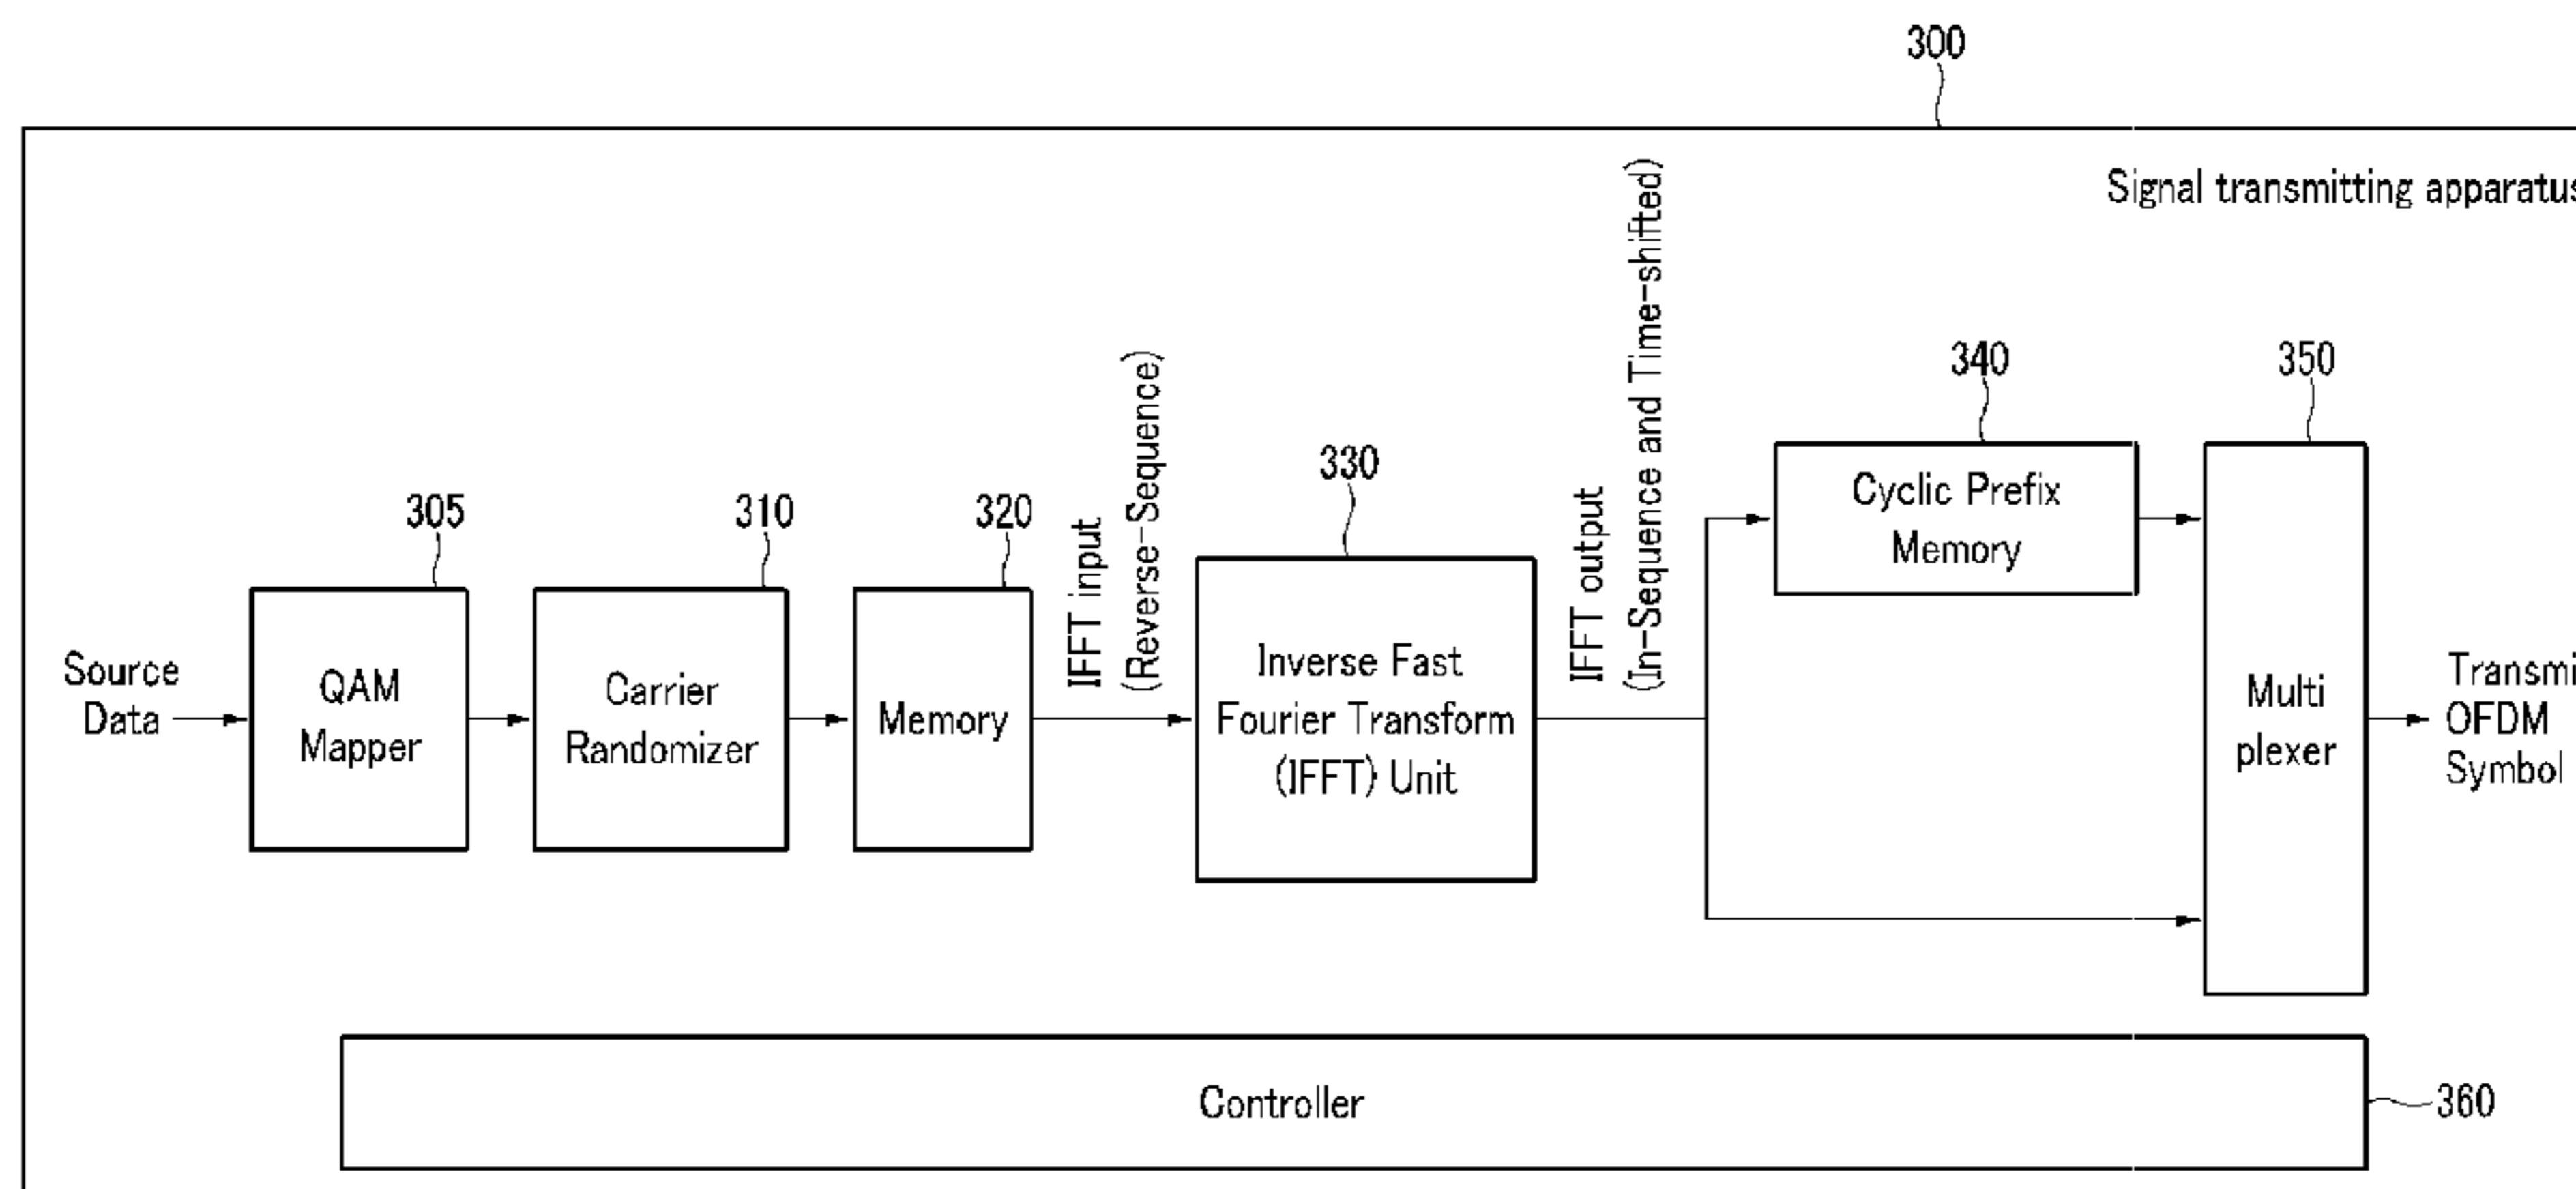 300
Signal transmitting apparatus
305
310
320
IFFT input
(Reverse-Sequence)
330
IFFT output
(In-Sequence and Time-shifted)
340
350
Source
Data
QAM
Mapper
Carrier
Randomizer
Memory
Inverse Fast
Fourier Transform
(IFFT) Unit
Cyclic Prefix
Memory
Multi
plexer
Transmi
OFDM
Symbol
Controller
360